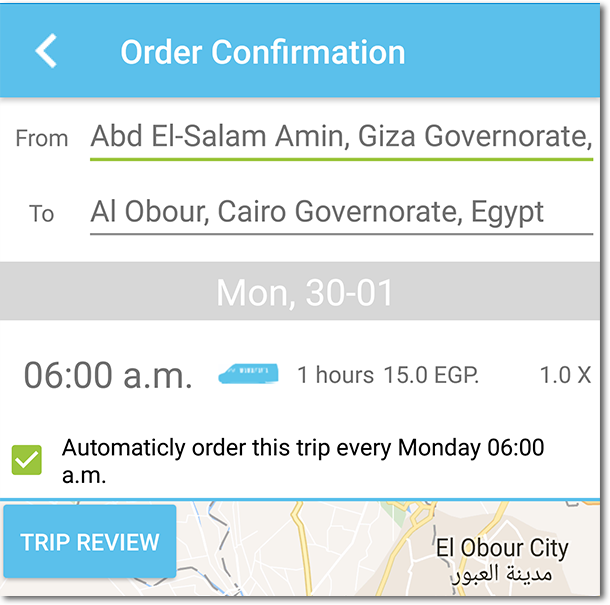 Order Confirmation
From Abd El-Salam Amin, Giza Governorate,
To Al Obour, Cairo Governorate, Egypt
Mon, 30-01
06:00 a.m. 1 hours 15.0 EGP. 1.0 X
Automaticly order this trip every Monday 06:00
a.m.
TRIP REVIEW
El Obour City
مدينة العبور